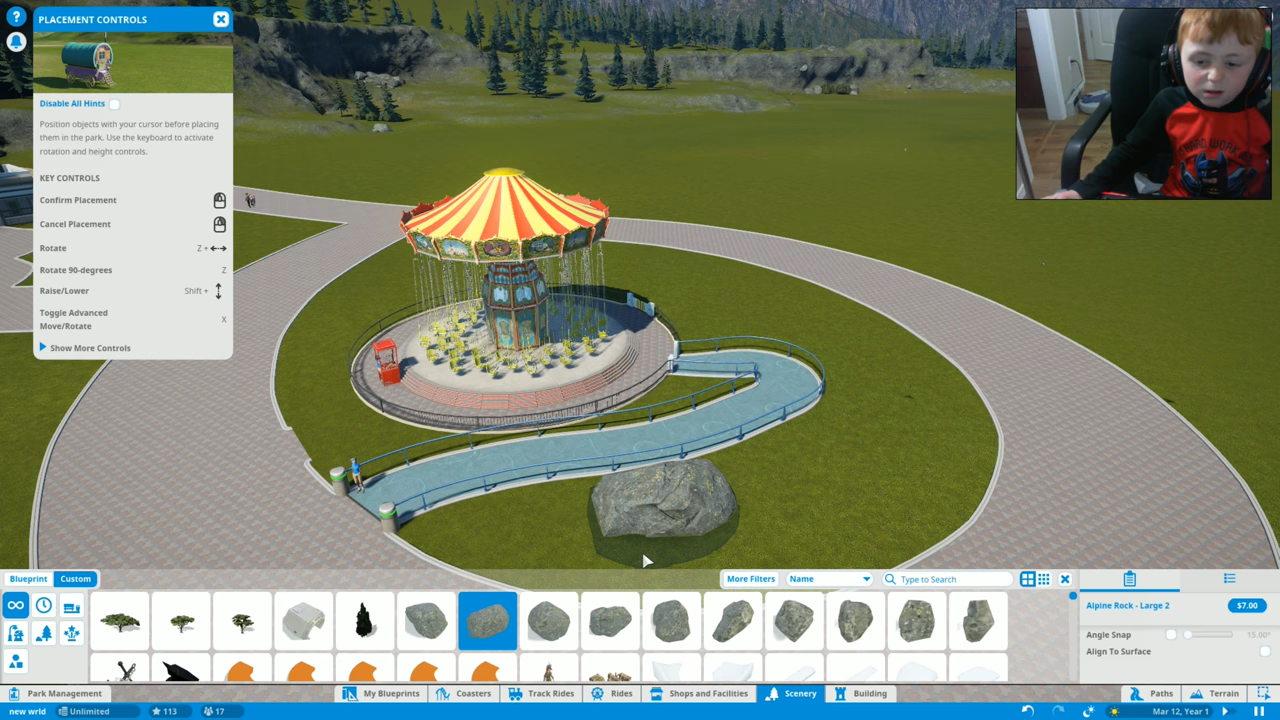 PLACEMENT CONTROLS
Disable All Hints
Position objects with your cursor before placing
them in the park. Use the keyboard to activate
rotation and height controls.
KEY CONTROLS
Confirm Placement
Cancel Placement
Rotate Z +
Rotate 90-degrees Z
Raise/Lower Shift +
Toggle Advanced
Move/Rotate X
Show More Controls
Blueprint Custom More Filters Name Type to Search
Alpine Rock - Large 2 $7.00
Angle Snap 15.00°
Align To Surface
Park Management My Blueprints Coasters Track Rides Rides Shops and Facilities Scenery Building Paths Terrain
new wrld Unlimited 113 17 Mar 12, Year 1